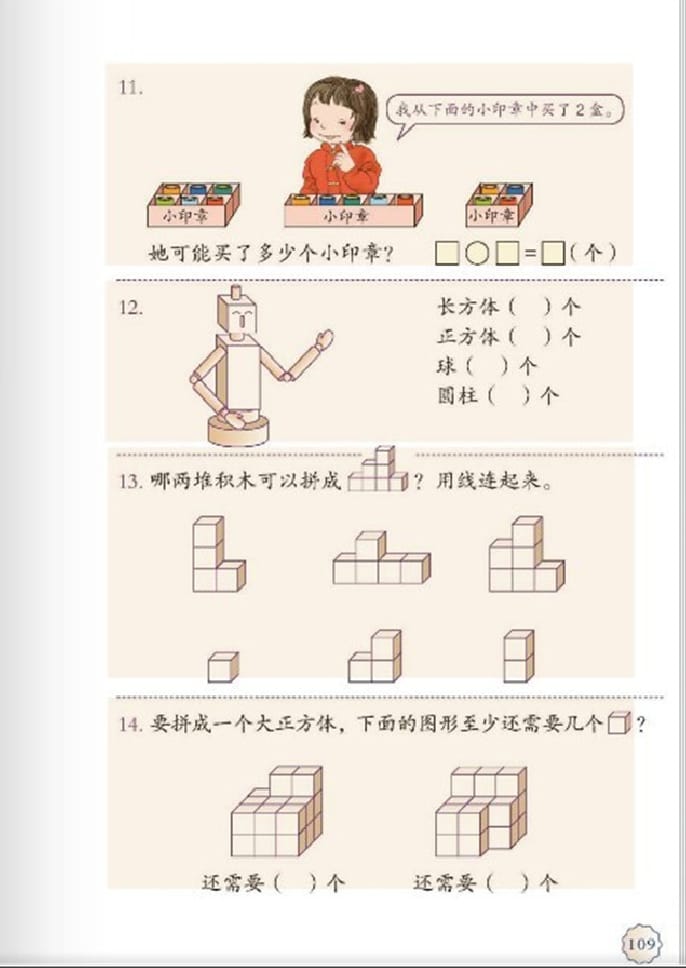 11.
我从下面的小印章中买了2盒。
小印章 小印章 小印章
她可能买了多少个小印章？ □○□=□(个)
12.
长方体( )个
正方体( )个
球( )个
圆柱( )个
13. 哪两堆积木可以拼成 ？用线连起来。
14. 要拼成一个大正方体，下面的图形至少还需要几个 ？
还需要( )个 还需要( )个
109